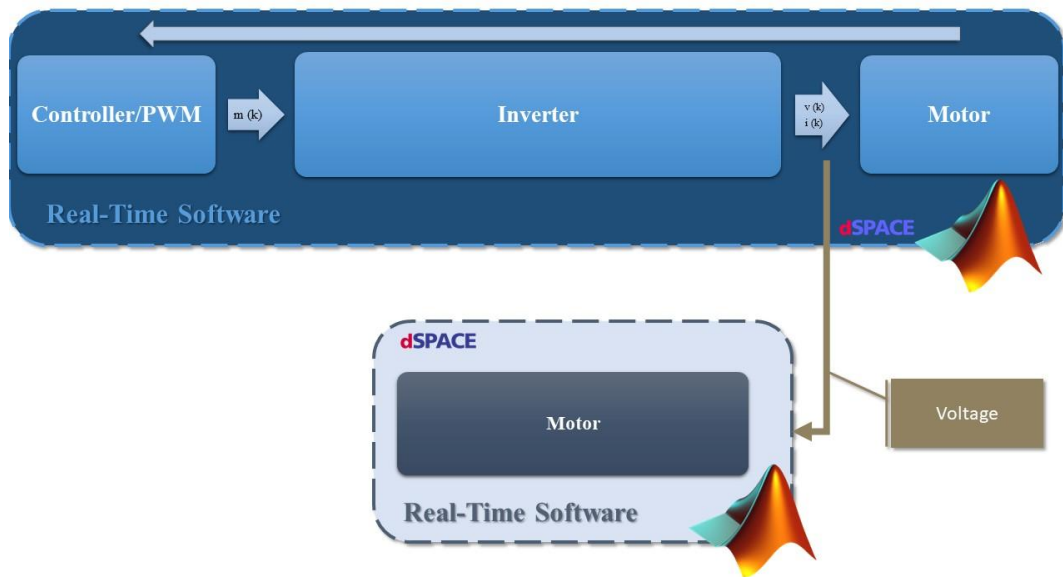 Controller/PWM
m (k)
Inverter
v (k)
i (k)
Motor
Real-Time Software
dSPACE
dSPACE
Motor
Voltage
Real-Time Software